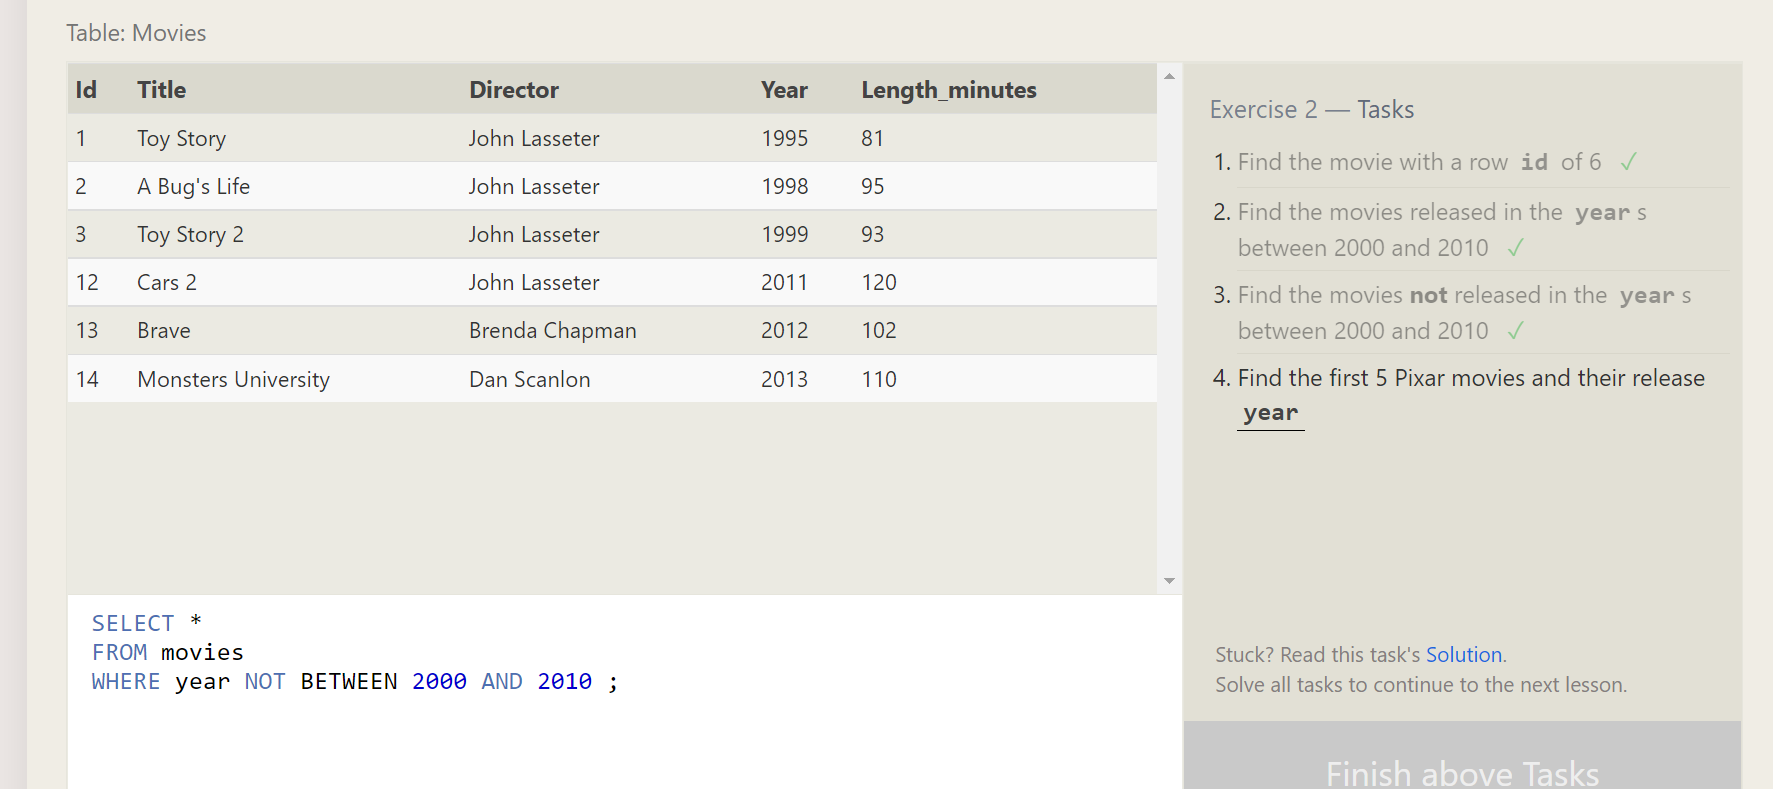 Table: Movies
Id Title Director Year Length_minutes
1 Toy Story John Lasseter 1995 81
2 A Bug's Life John Lasseter 1998 95
3 Toy Story 2 John Lasseter 1999 93
12 Cars 2 John Lasseter 2011 120
13 Brave Brenda Chapman 2012 102
14 Monsters University Dan Scanlon 2013 110
SELECT *
FROM movies
WHERE year NOT BETWEEN 2000 AND 2010 ;
Exercise 2 — Tasks
1. Find the movie with a row id of 6 ✓
2. Find the movies released in the year s
between 2000 and 2010 ✓
3. Find the movies not released in the year s
between 2000 and 2010 ✓
4. Find the first 5 Pixar movies and their release
year
Stuck? Read this task's Solution.
Solve all tasks to continue to the next lesson.
Finish above Tasks